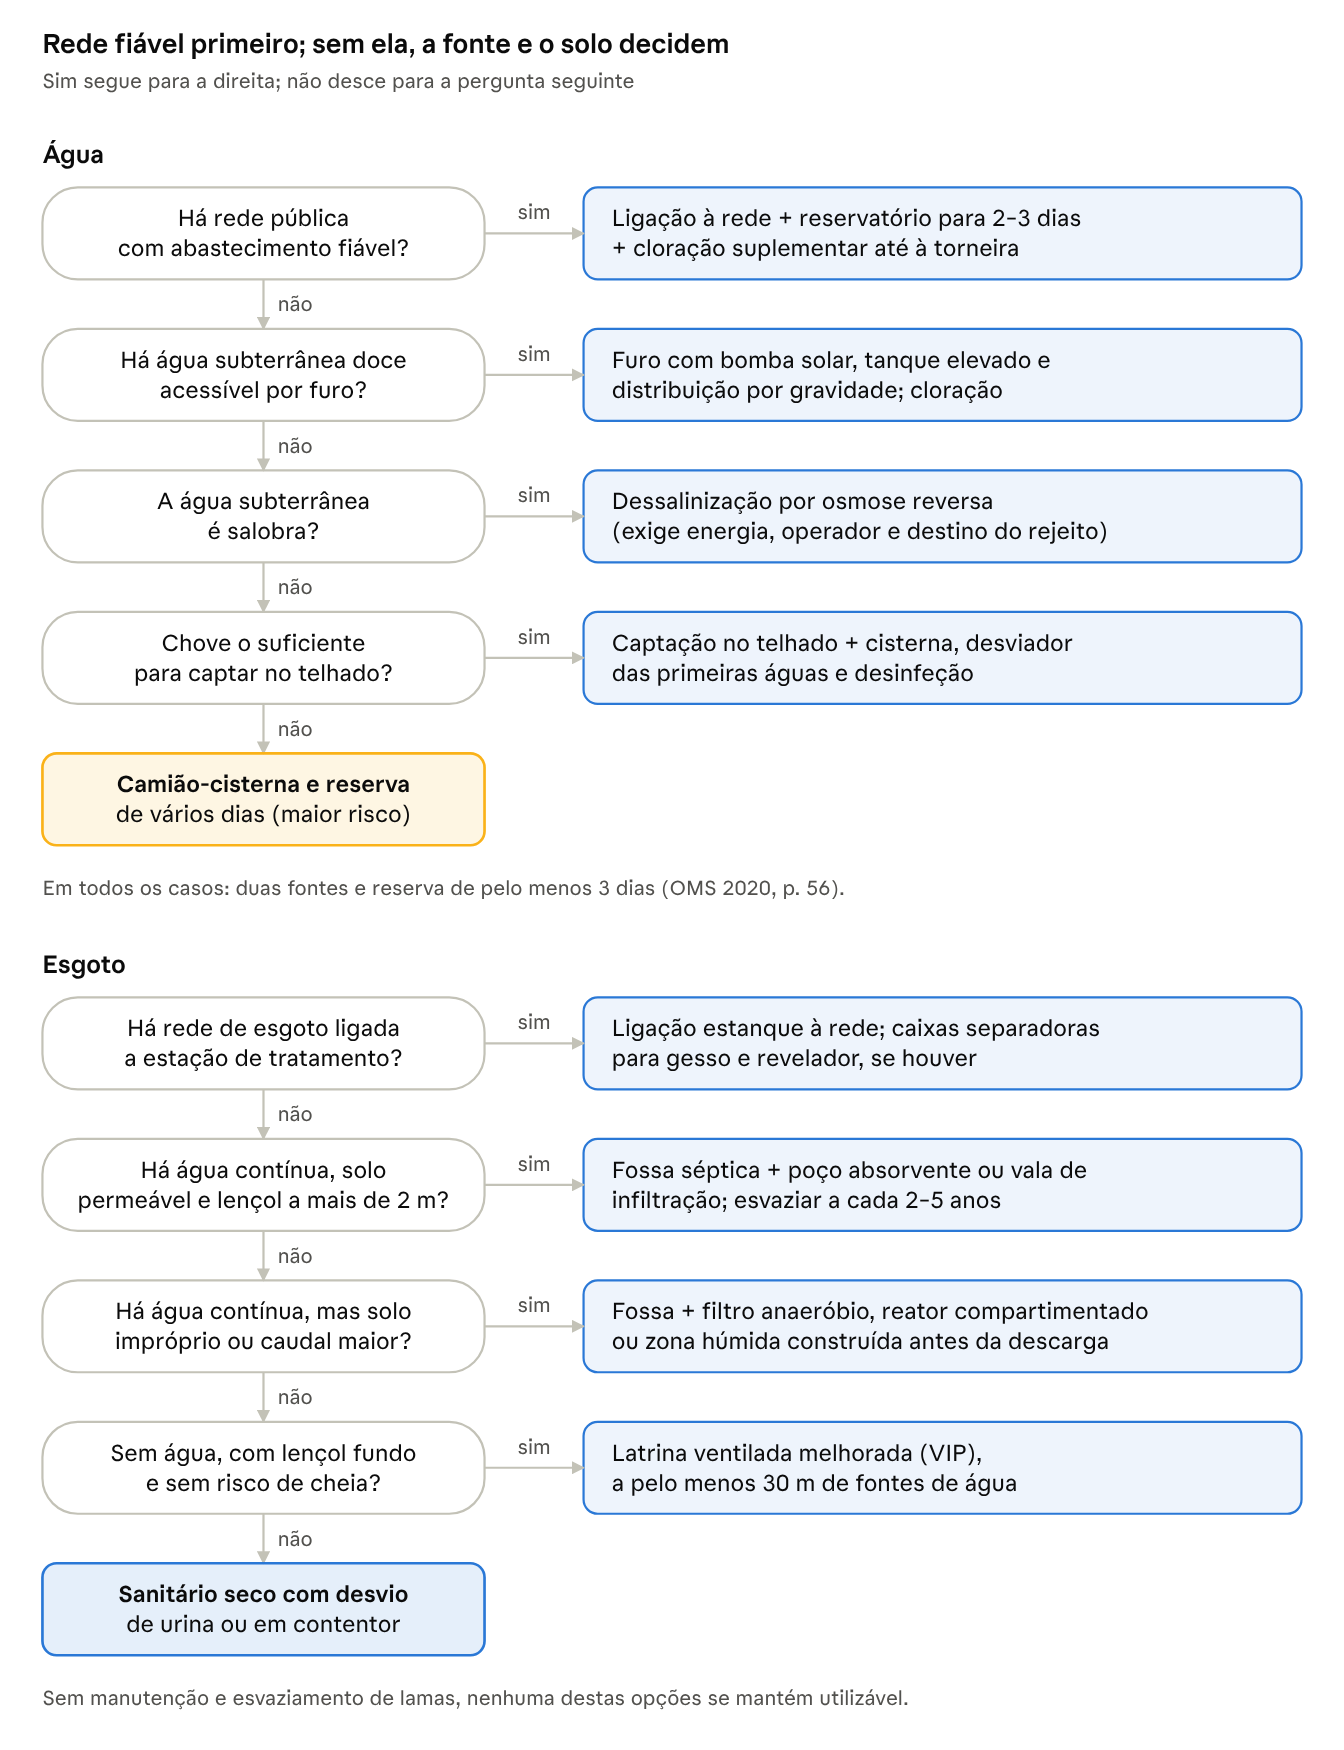 Rede fiável primeiro; sem ela, a fonte e o solo decidem
Sim segue para a direita; não desce para a pergunta seguinte
Água
Há rede pública
com abastecimento fiável?
sim
Ligação à rede + reservatório para 2–3 dias
+ cloração suplementar até à torneira
não
Há água subterrânea doce
acessível por furo?
sim
Furo com bomba solar, tanque elevado e
distribuição por gravidade; cloração
não
A água subterrânea
é salobra?
sim
Dessalinização por osmose reversa
(exige energia, operador e destino do rejeito)
não
Chove o suficiente
para captar no telhado?
sim
Captação no telhado + cisterna, desviador
das primeiras águas e desinfeção
não
Camião-cisterna e reserva
de vários dias (maior risco)
Em todos os casos: duas fontes e reserva de pelo menos 3 dias (OMS 2020, p. 56).
Esgoto
Há rede de esgoto ligada
a estação de tratamento?
sim
Ligação estanque à rede; caixas separadoras
para gesso e revelador, se houver
não
Há água contínua, solo
permeável e lençol a mais de 2 m?
sim
Fossa séptica + poço absorvente ou vala de
infiltração; esvaziar a cada 2–5 anos
não
Há água contínua, mas solo
impróprio ou caudal maior?
sim
Fossa + filtro anaeróbio, reator compartimentado
ou zona húmida construída antes da descarga
não
Sem água, com lençol fundo
e sem risco de cheia?
sim
Latrina ventilada melhorada (VIP),
a pelo menos 30 m de fontes de água
não
Sanitário seco com desvio
de urina ou em contentor
Sem manutenção e esvaziamento de lamas, nenhuma destas opções se mantém utilizável.